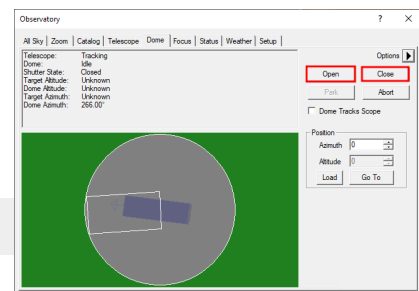 Observatory ? ×
All Sky Zoom Catalog Telescope Dome Focus Status Weather Setup
Telescope: Tracking
Dome: Idle
Shutter State: Closed
Target Altitude: Unknown
Dome Altitude: Unknown
Target Azimuth: Unknown
Dome Azimuth: 266.00°
Options
Open Close
Park Abort
Dome Tracks Scope
Position
Azimuth 0
Altitude 0
Load Go To